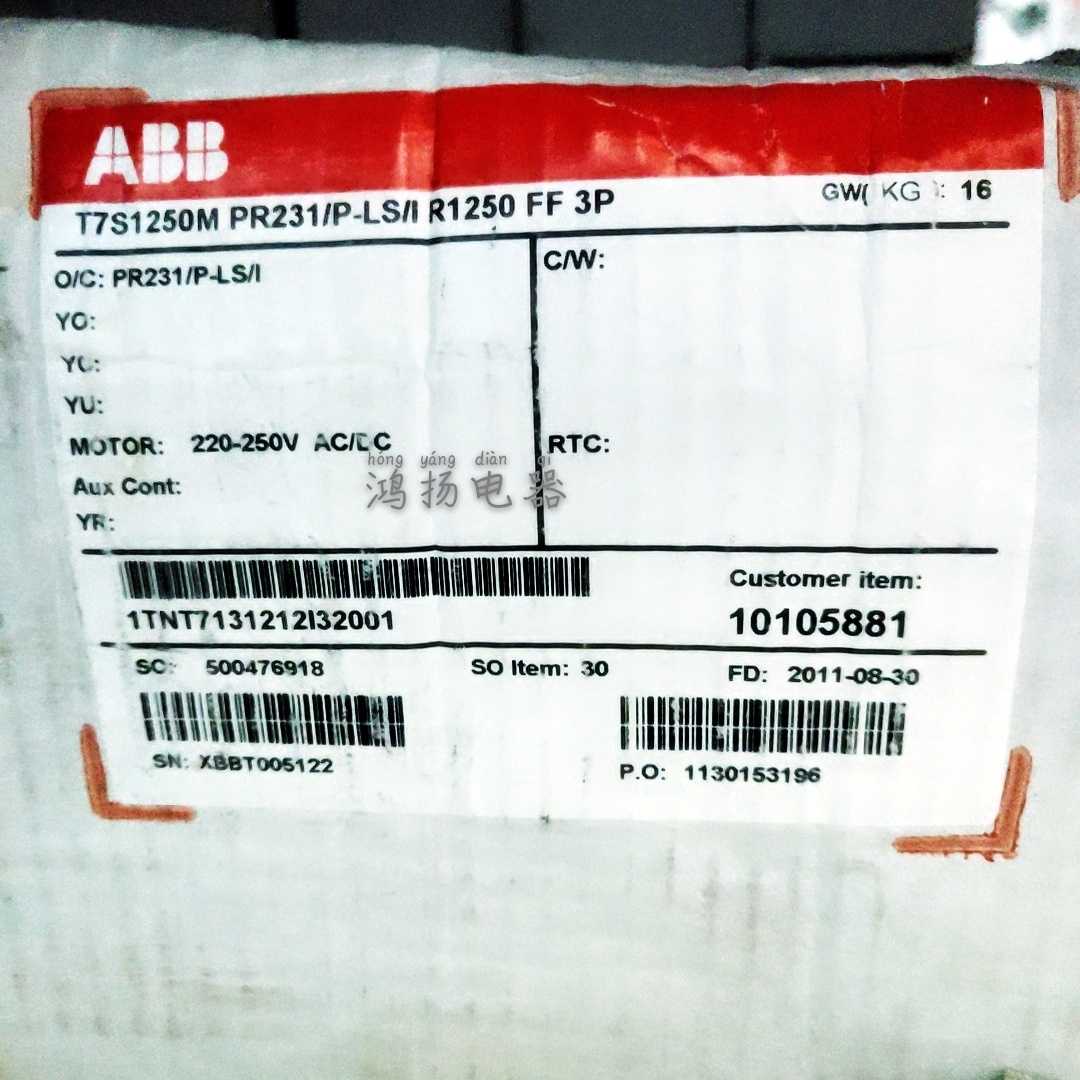 ABB
T7S1250M PR231/P-LS/I R1250 FF 3P
GW( KG ): 16
O/C: PR231/P-LS/I
C/W:
YO:
YC:
YU:
MOTOR: 220-250V AC/DC
RTC:
Aux Cont:
YR:
hóng yáng diàn qì
鸿扬电器
1TNT7131212I32001
Customer item:
10105881
SO: 500476918
SO Item: 30
FD: 2011-08-30
SN: XBBT005122
P.O: 1130153196